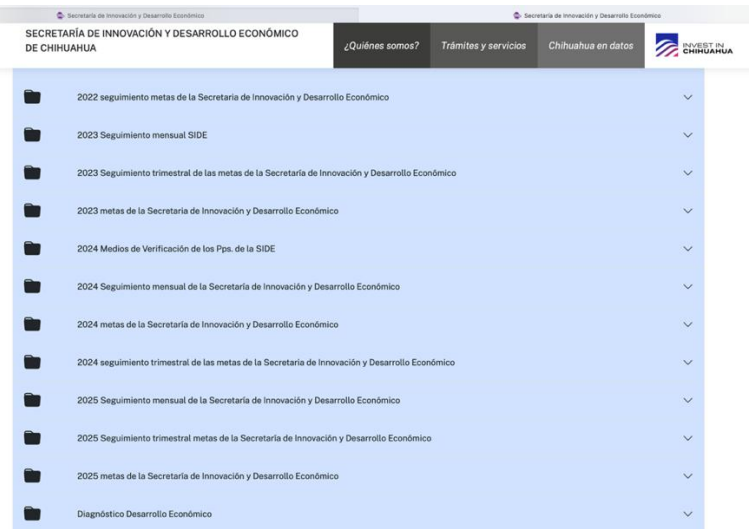 Secretaría de Innovación y Desarrollo Económico
Secretaría de Innovación y Desarrollo Económico
SECRETARÍA DE INNOVACIÓN Y DESARROLLO ECONÓMICO
DE CHIHUAHUA
¿Quiénes somos?
Trámites y servicios
Chihuahua en datos
INVEST IN
CHIHUAHUA
2022 seguimiento metas de la Secretaria de Innovación y Desarrollo Económico
2023 Seguimiento mensual SIDE
2023 Seguimiento trimestral de las metas de la Secretaría de Innovación y Desarrollo Económico
2023 metas de la Secretaria de Innovación y Desarrollo Económico
2024 Medios de Verificación de los Pps. de la SIDE
2024 Seguimiento mensual de la Secretaría de Innovación y Desarrollo Económico
2024 metas de la Secretaría de Innovación y Desarrollo Económico
2024 seguimiento trimestral de las metas de la Secretaria de Innovación y Desarrollo Económico
2025 Seguimiento mensual de la Secretaría de Innovación y Desarrollo Económico
2025 Seguimiento trimestral metas de la Secretaría de Innovación y Desarrollo Económico
2025 metas de la Secretaría de Innovación y Desarrollo Económico
Diagnóstico Desarrollo Económico